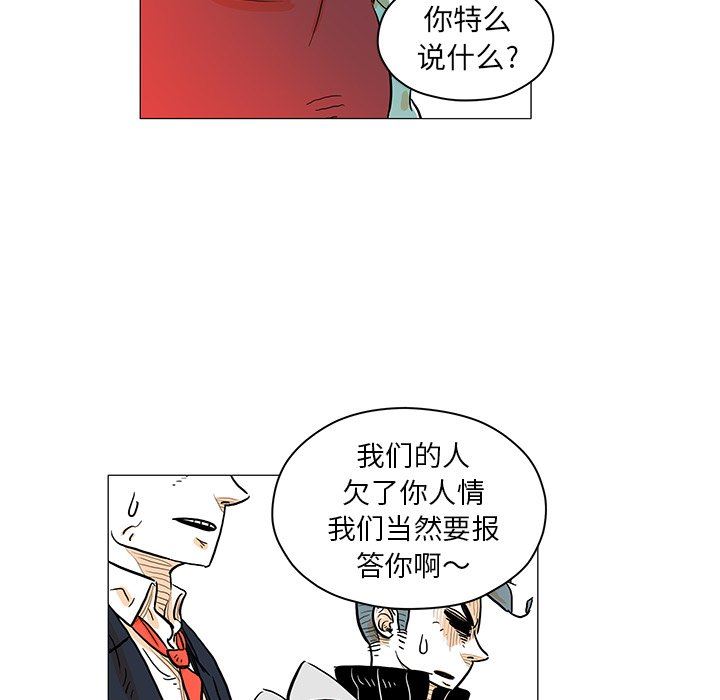 你特么
说什么?
我们的人
欠了你人情
我们当然要报
答你啊～